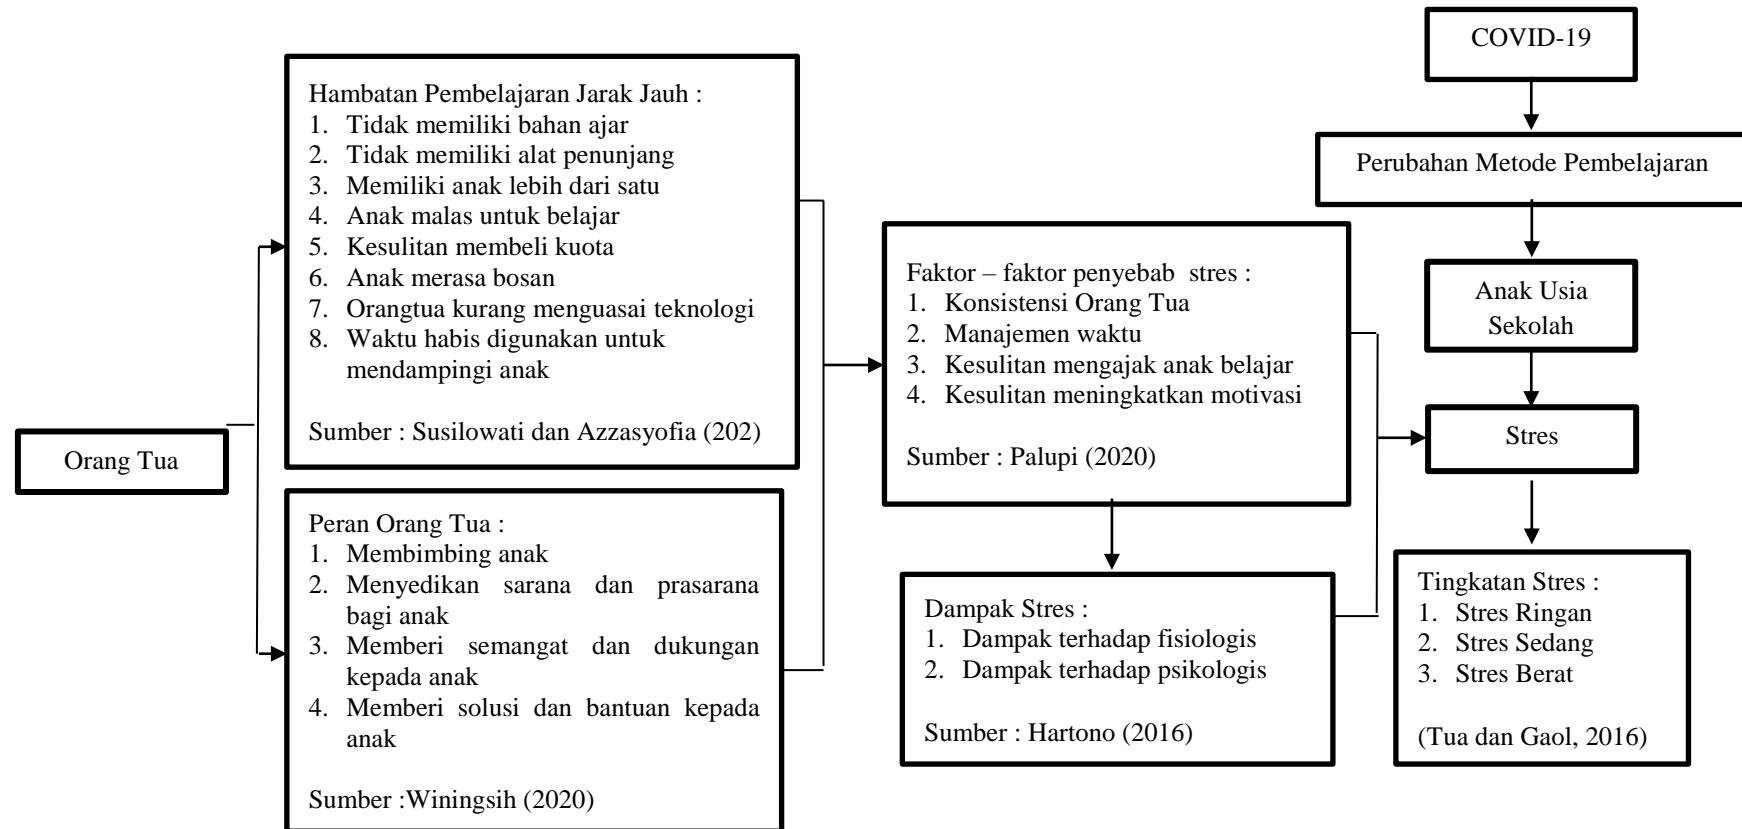 Orang Tua
Hambatan Pembelajaran Jarak Jauh :
1. Tidak memiliki bahan ajar
2. Tidak memiliki alat penunjang
3. Memiliki anak lebih dari satu
4. Anak malas untuk belajar
5. Kesulitan membeli kuota
6. Anak merasa bosan
7. Orangtua kurang menguasai teknologi
8. Waktu habis digunakan untuk
mendampingi anak
Sumber : Susilowati dan Azzasyofia (202)
Peran Orang Tua :
1. Membimbing anak
2. Menyedikan sarana dan prasarana
bagi anak
3. Memberi semangat dan dukungan
kepada anak
4. Memberi solusi dan bantuan kepada
anak
Sumber :Winingsih (2020)
Faktor – faktor penyebab  stres :
1. Konsistensi Orang Tua
2. Manajemen waktu
3. Kesulitan mengajak anak belajar
4. Kesulitan meningkatkan motivasi
Sumber : Palupi (2020)
Dampak Stres :
1. Dampak terhadap fisiologis
2. Dampak terhadap psikologis
Sumber : Hartono (2016)
COVID-19
Perubahan Metode Pembelajaran
Anak Usia
Sekolah
Stres
Tingkatan Stres :
1. Stres Ringan
2. Stres Sedang
3. Stres Berat
(Tua dan Gaol, 2016)